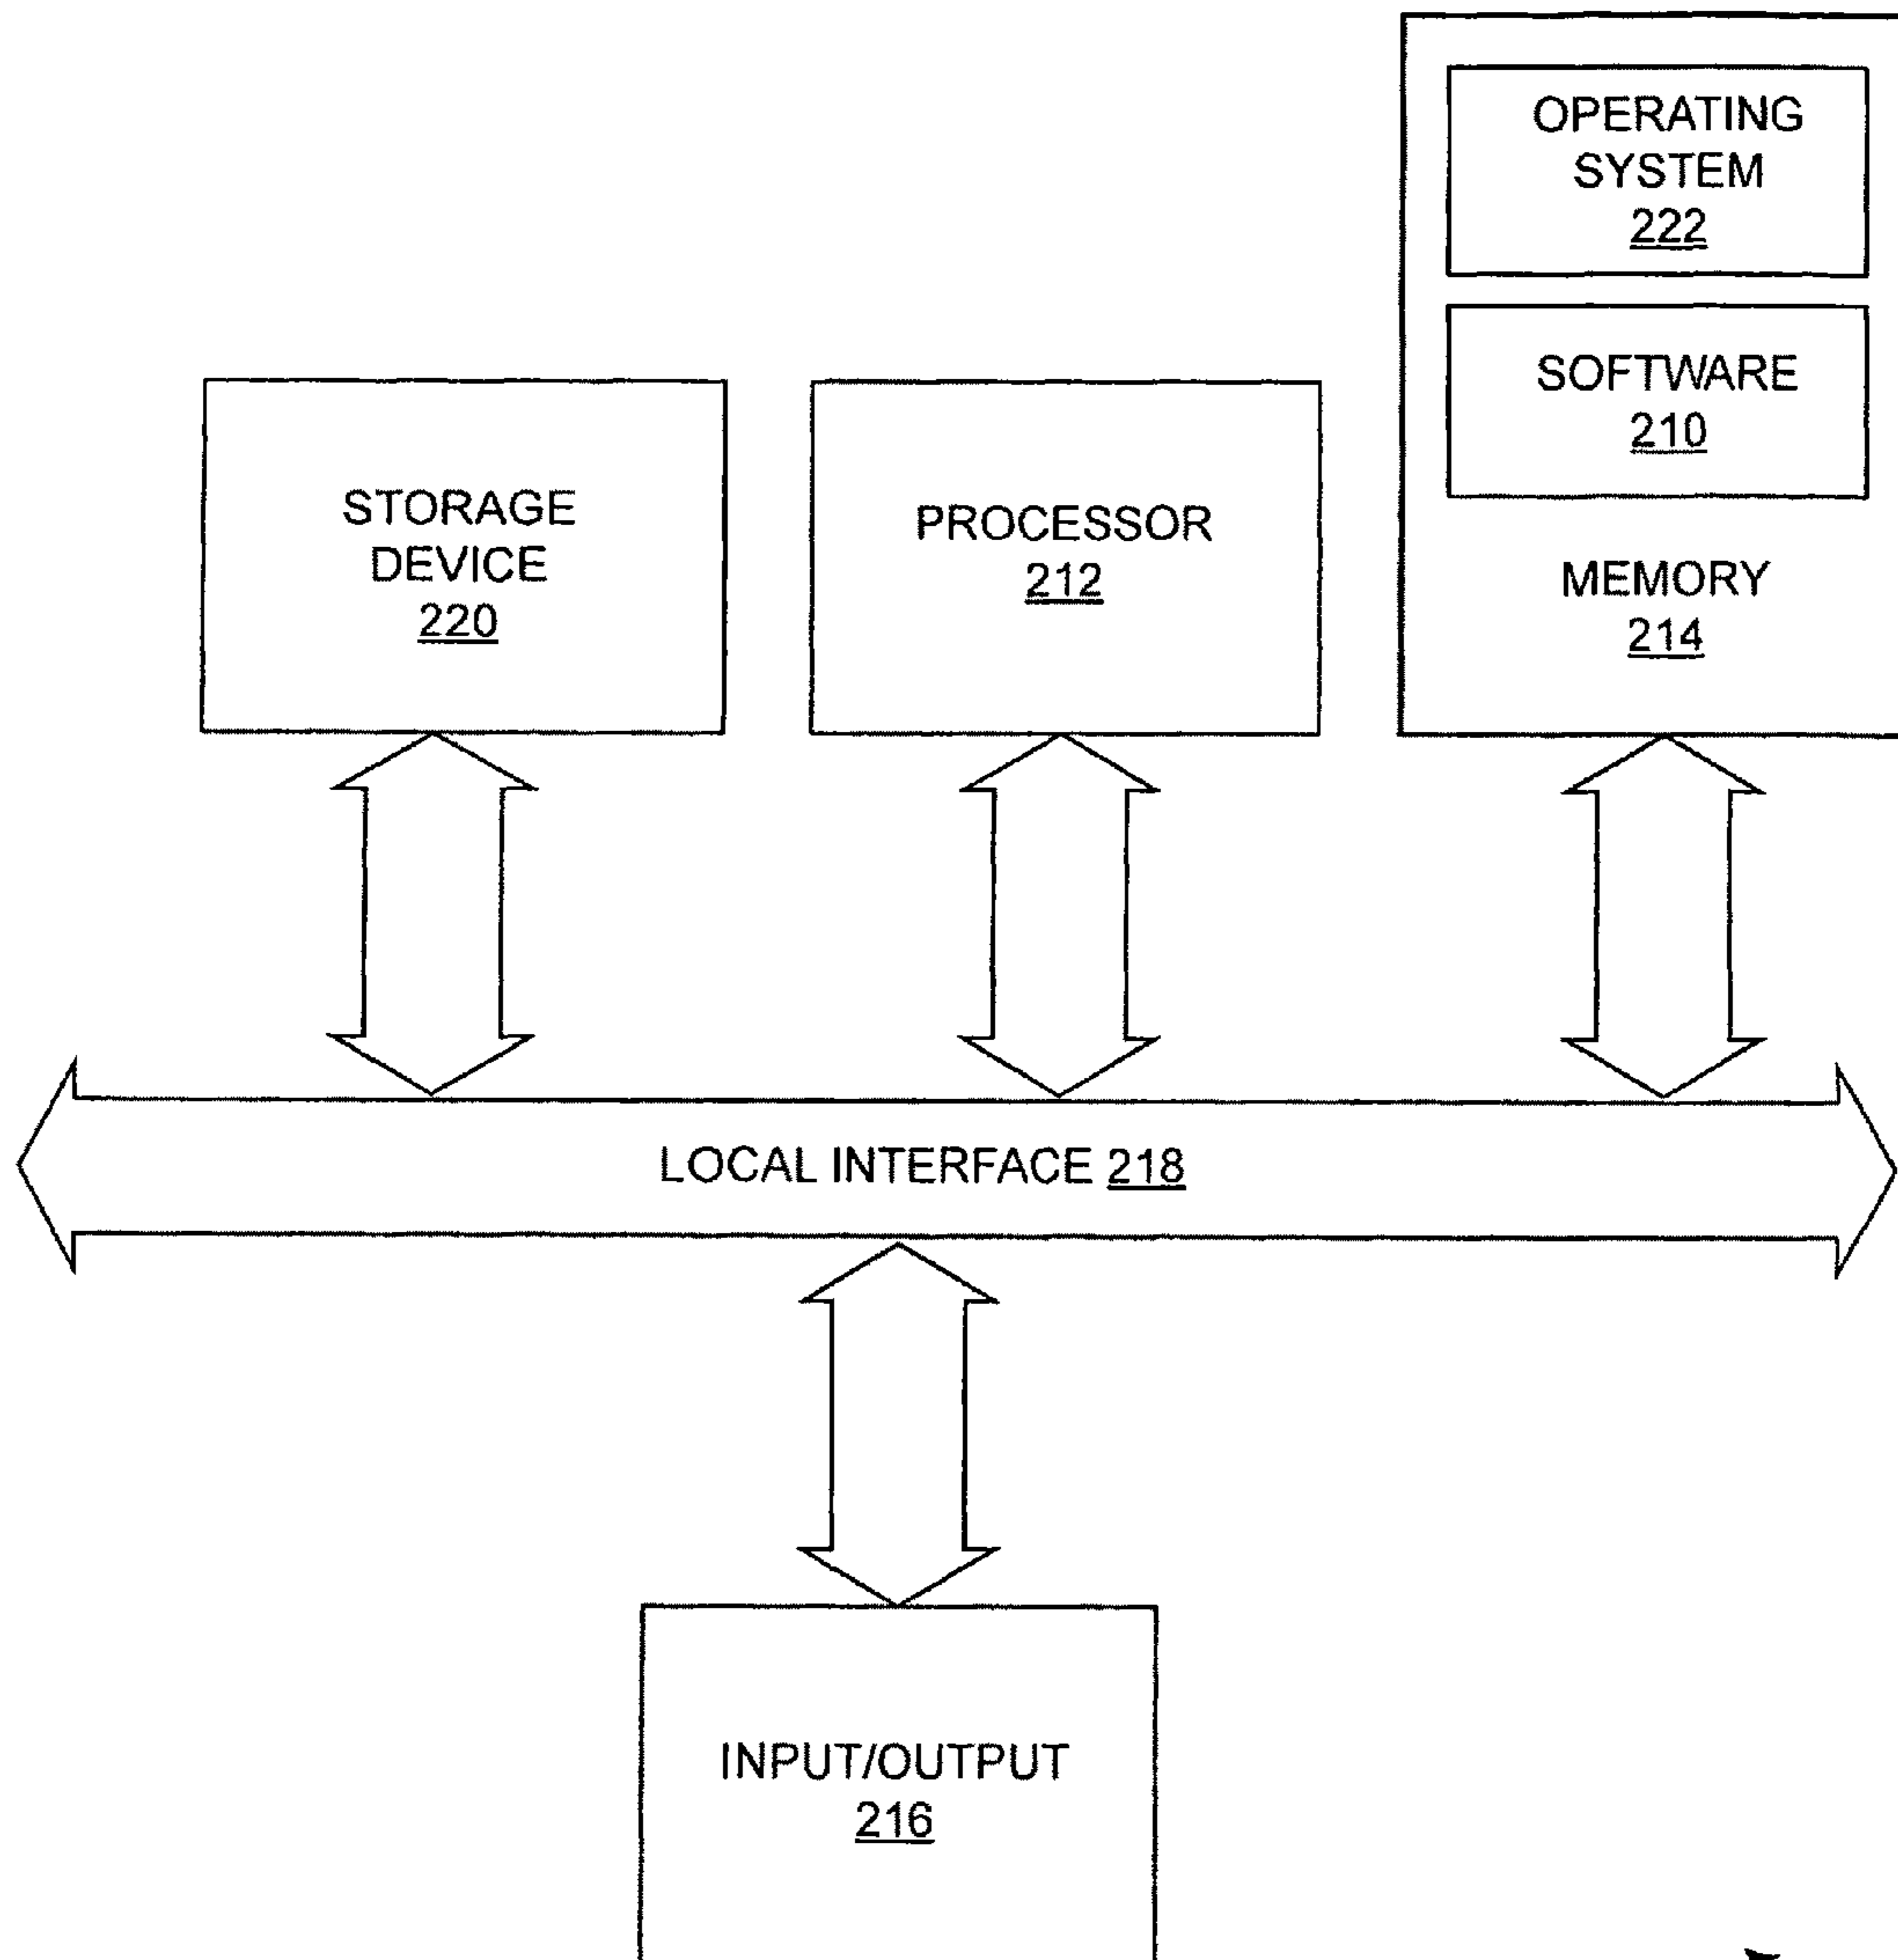 OPERATING
SYSTEM
222
SOFTWARE
210
MEMORY
214
STORAGE
DEVICE
220
PROCESSOR
212
LOCAL INTERFACE 218
INPUT/OUTPUT
216